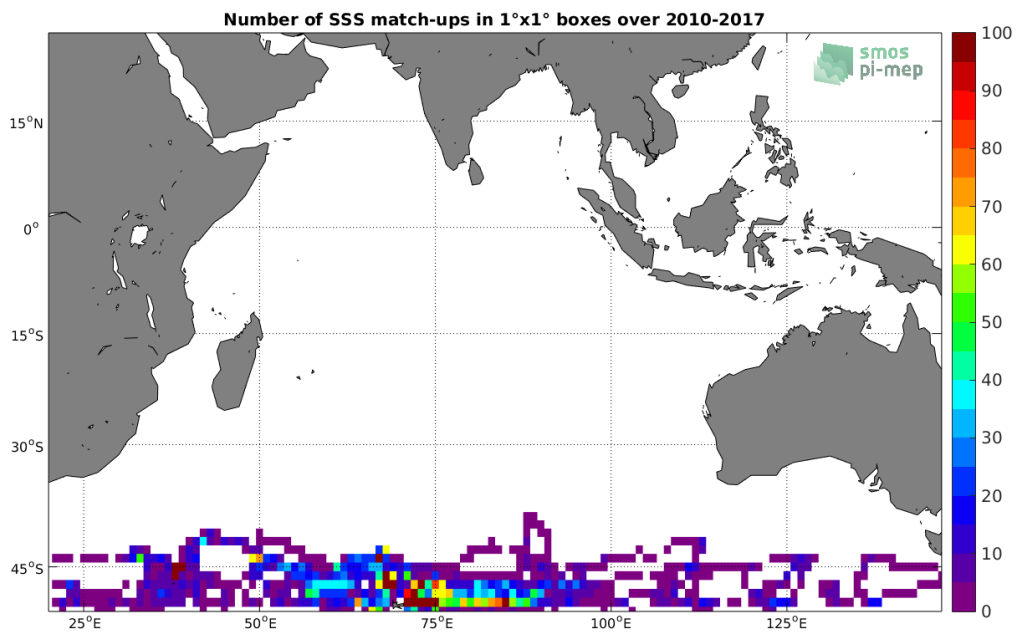 Number of SSS match-ups in 1°x1° boxes over 2010-2017
smos
pi-mep
15°N
0°
15°S
30°S
45°S
25°E
50°E
75°E
100°E
125°E
100
90
80
70
60
50
40
30
20
10
0